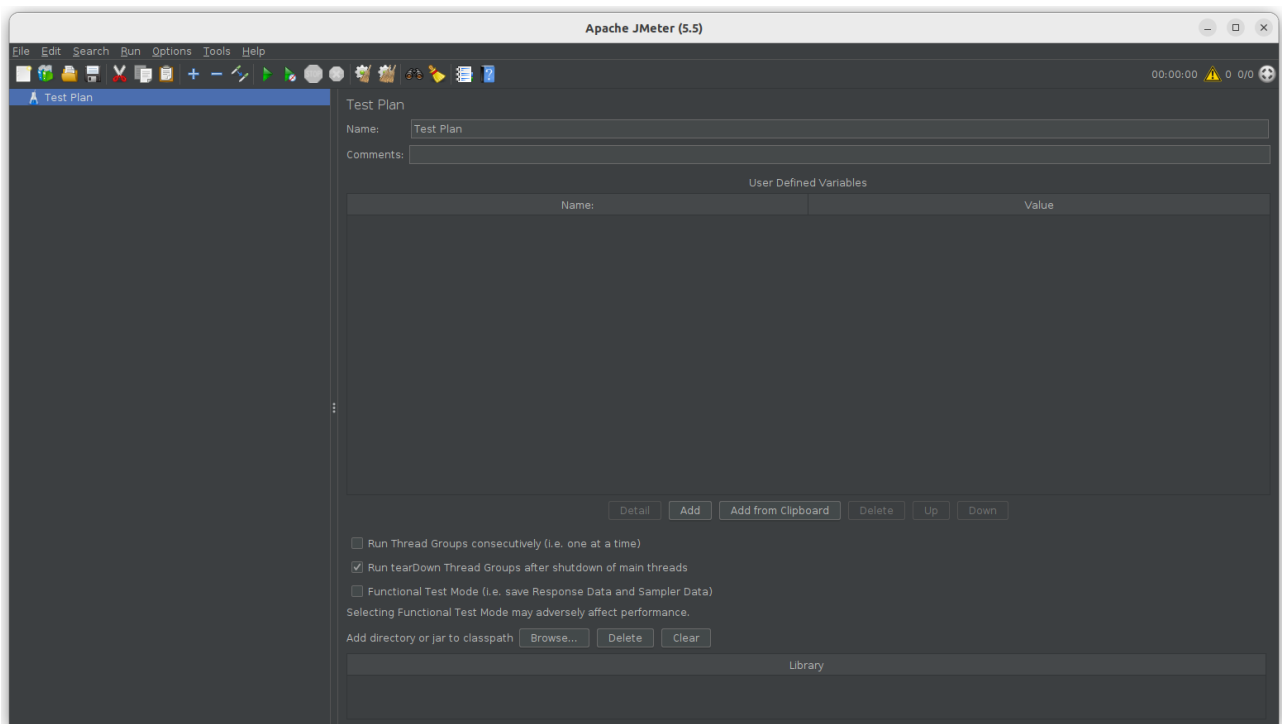 Apache JMeter (5.5)
File Edit Search Run Options Tools Help
00:00:00 0 0/0
Test Plan
Test Plan
Name: Test Plan
Comments:
User Defined Variables
Name: Value
Detail Add Add from Clipboard Delete Up Down
Run Thread Groups consecutively (i.e. one at a time)
Run tearDown Thread Groups after shutdown of main threads
Functional Test Mode (i.e. save Response Data and Sampler Data)
Selecting Functional Test Mode may adversely affect performance.
Add directory or jar to classpath Browse... Delete Clear
Library